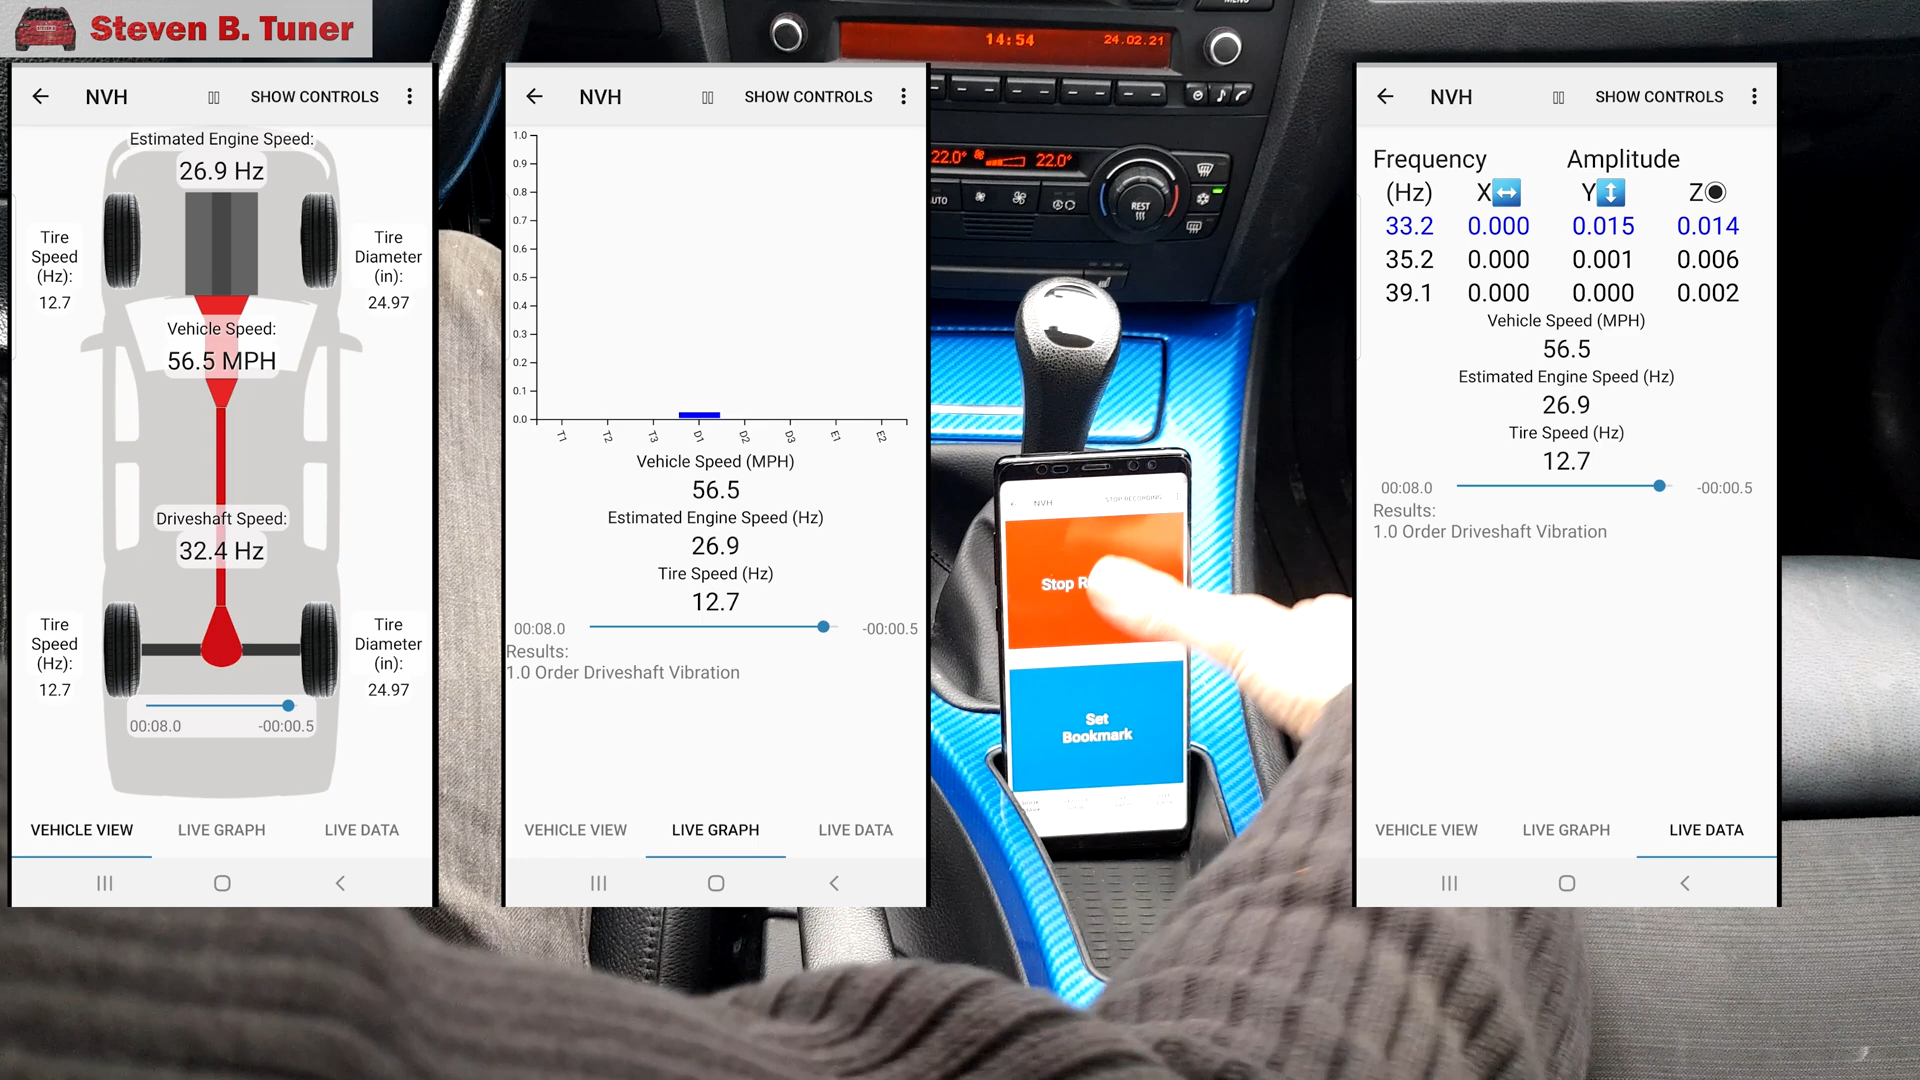 Steven B. Tuner
NVH
SHOW CONTROLS
Estimated Engine Speed:
26.9 Hz
Tire
Speed
(Hz):
12.7
Tire
Diameter
(in):
24.97
Vehicle Speed:
56.5 MPH
Driveshaft Speed:
32.4 Hz
Tire
Speed
(Hz):
12.7
Tire
Diameter
(in):
24.97
00:08.0 -00:00.5
VEHICLE VIEW LIVE GRAPH LIVE DATA
NVH
SHOW CONTROLS
1.0
0.9
0.8
0.7
0.6
0.5
0.4
0.3
0.2
0.1
0.0
T1 T2 T3 D1 D2 D3 E1 E2
Vehicle Speed (MPH)
56.5
Estimated Engine Speed (Hz)
26.9
Tire Speed (Hz)
12.7
00:08.0 -00:00.5
Results:
1.0 Order Driveshaft Vibration
VEHICLE VIEW LIVE GRAPH LIVE DATA
MENU
14:54 24.02.21
22.0° 22.0°
AUTO
REST
NVH STOP RECORDING
Stop
Set
Bookmark
NVH
SHOW CONTROLS
Frequency Amplitude
(Hz) X Y Z
33.2 0.000 0.015 0.014
35.2 0.000 0.001 0.006
39.1 0.000 0.000 0.002
Vehicle Speed (MPH)
56.5
Estimated Engine Speed (Hz)
26.9
Tire Speed (Hz)
12.7
00:08.0 -00:00.5
Results:
1.0 Order Driveshaft Vibration
VEHICLE VIEW LIVE GRAPH LIVE DATA